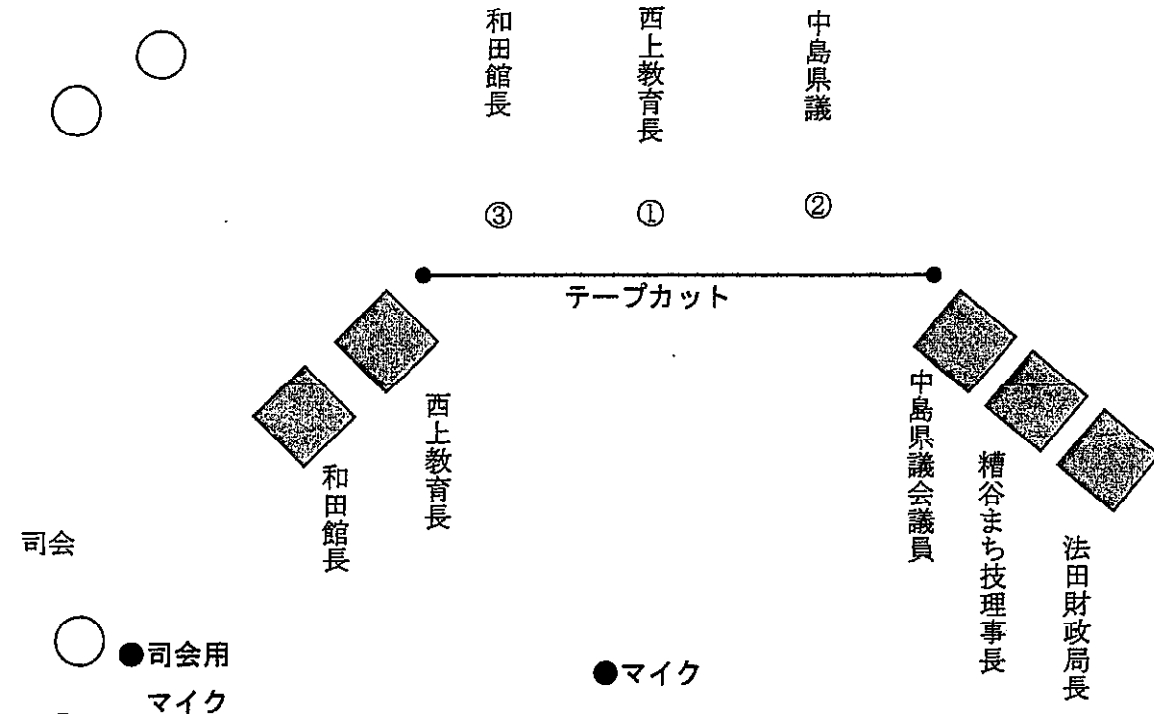 和田館長
西上教育長
中島県議
③
①
②
テープカット
西上教育長
和田館長
中島県議会議員
糟谷まち技理事長
法田財政局長
司会
●司会用
マイク
●マイク